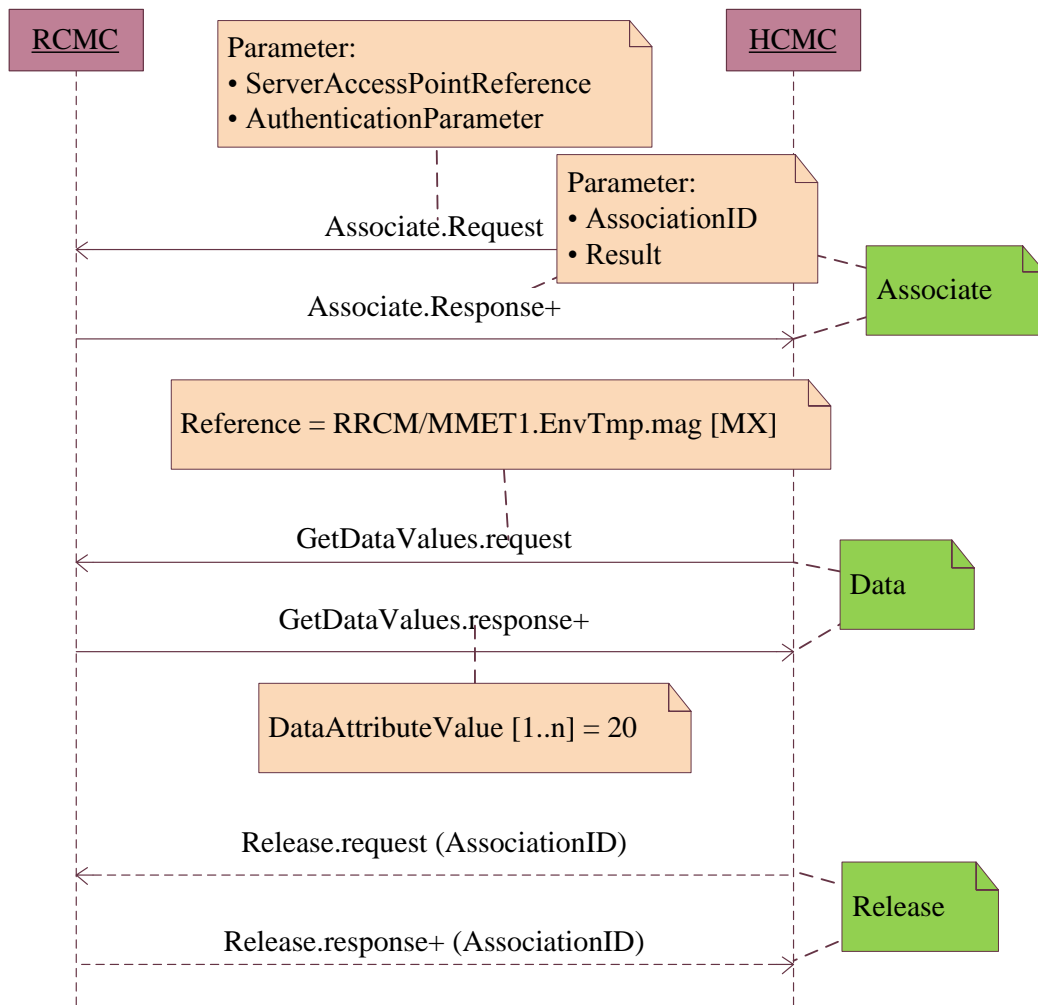 RCMC
HCMC
Parameter:
• ServerAccessPointReference
• AuthenticationParameter
Parameter:
• AssociationID
• Result
Associate.Request
Associate
Associate.Response+
Reference = RRCM/MMET1.EnvTmp.mag [MX]
GetDataValues.request
Data
GetDataValues.response+
DataAttributeValue [1..n] = 20
Release.request (AssociationID)
Release
Release.response+ (AssociationID)